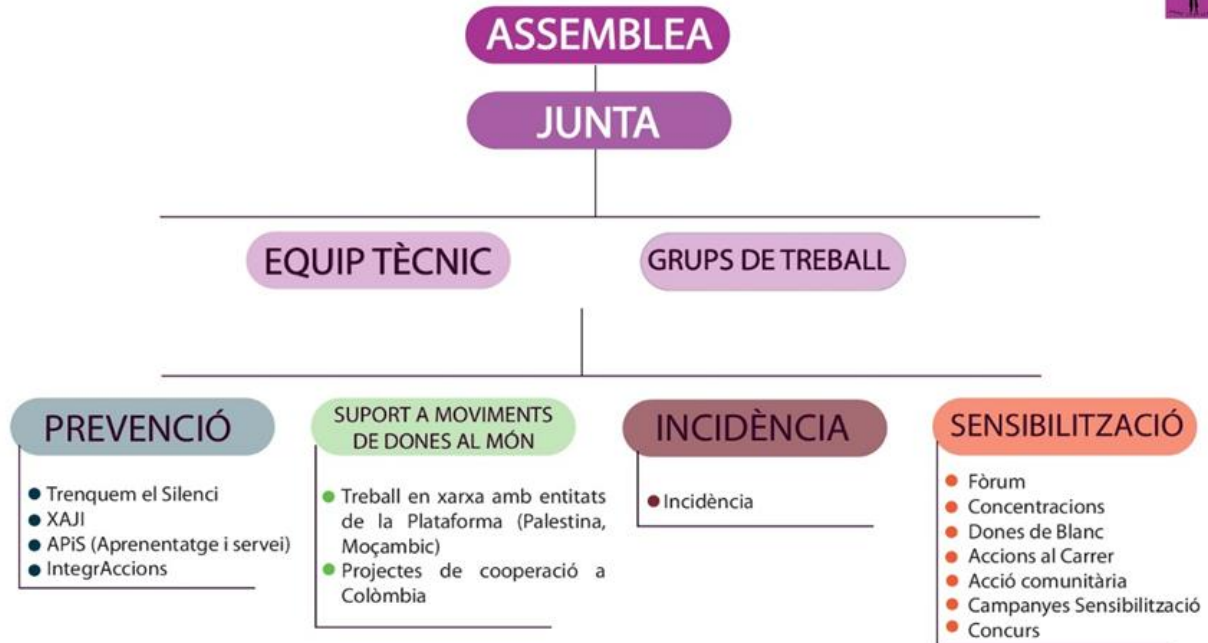 ASSEMBLEA
JUNTA
EQUIP TÈCNIC
GRUPS DE TREBALL
PREVENCIÓ
Trenquem el Silenci
XAJI
APiS (Aprenentatge i servei)
IntegrAccions
SUPORT A MOVIMENTS
DE DONES AL MÓN
Treball en xarxa amb entitats
de la Plataforma (Palestina,
Moçambic)
Projectes de cooperació a
Colòmbia
INCIDÈNCIA
Incidència
SENSIBILITZACIÓ
Fòrum
Concentracions
Dones de Blanc
Accions al Carrer
Acció comunitària
Campanyes Sensibilització
Concurs